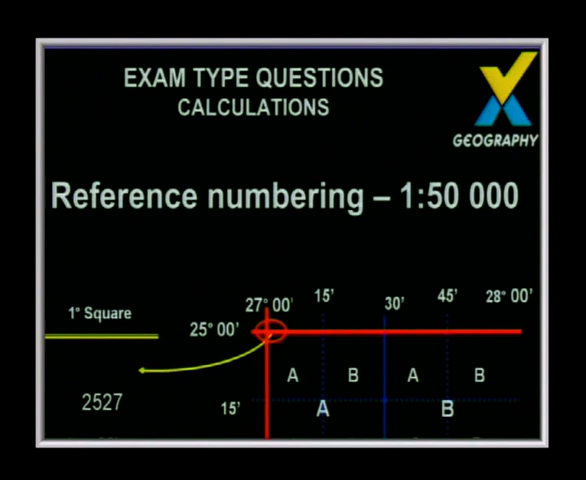 EXAM TYPE QUESTIONS
CALCULATIONS
GEOGRAPHY
Reference numbering – 1:50 000
27° 00' 15' 30' 45' 28° 00'
1° Square
25° 00'
A B A B
2527
15' A B